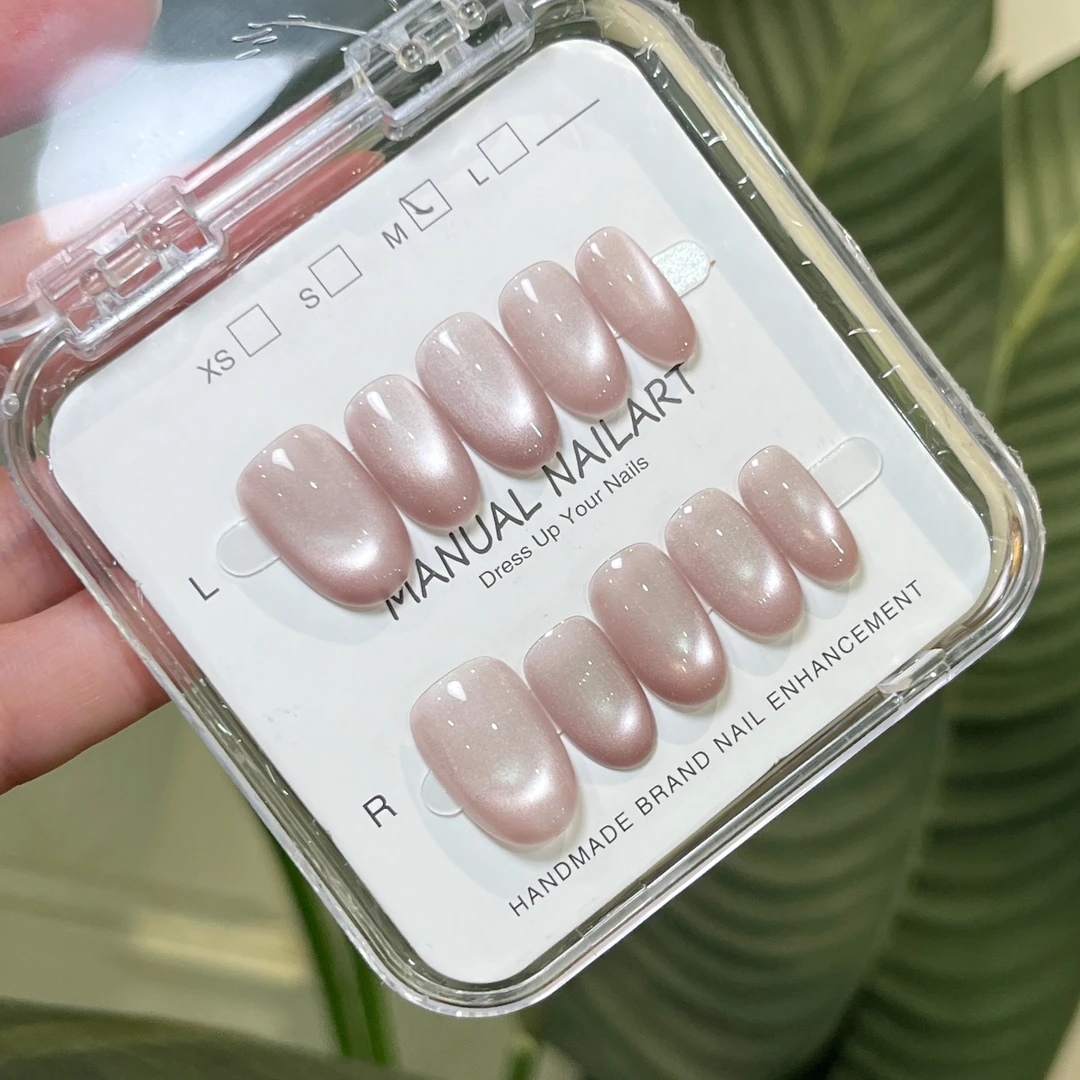 XS S M L
L
MANUAL NAILART
Dress Up Your Nails
R
HANDMADE BRAND NAIL ENHANCEMENT